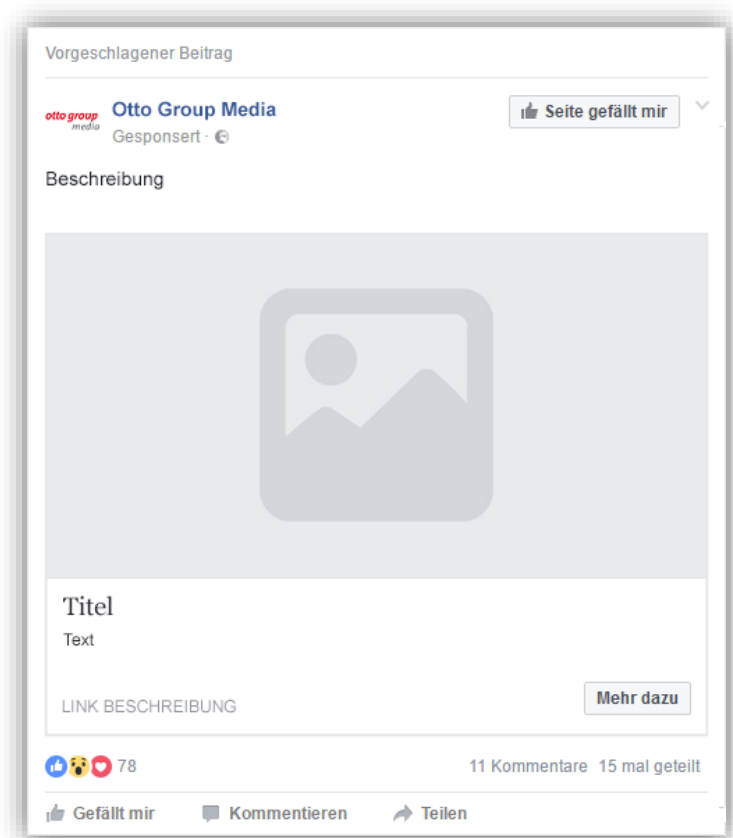 Vorgeschlagener Beitrag
otto group
media
Otto Group Media
Seite gefällt mir
Gesponsert ·
Beschreibung
Titel
Text
LINK BESCHREIBUNG
Mehr dazu
78
11 Kommentare 15 mal geteilt
Gefällt mir Kommentieren Teilen